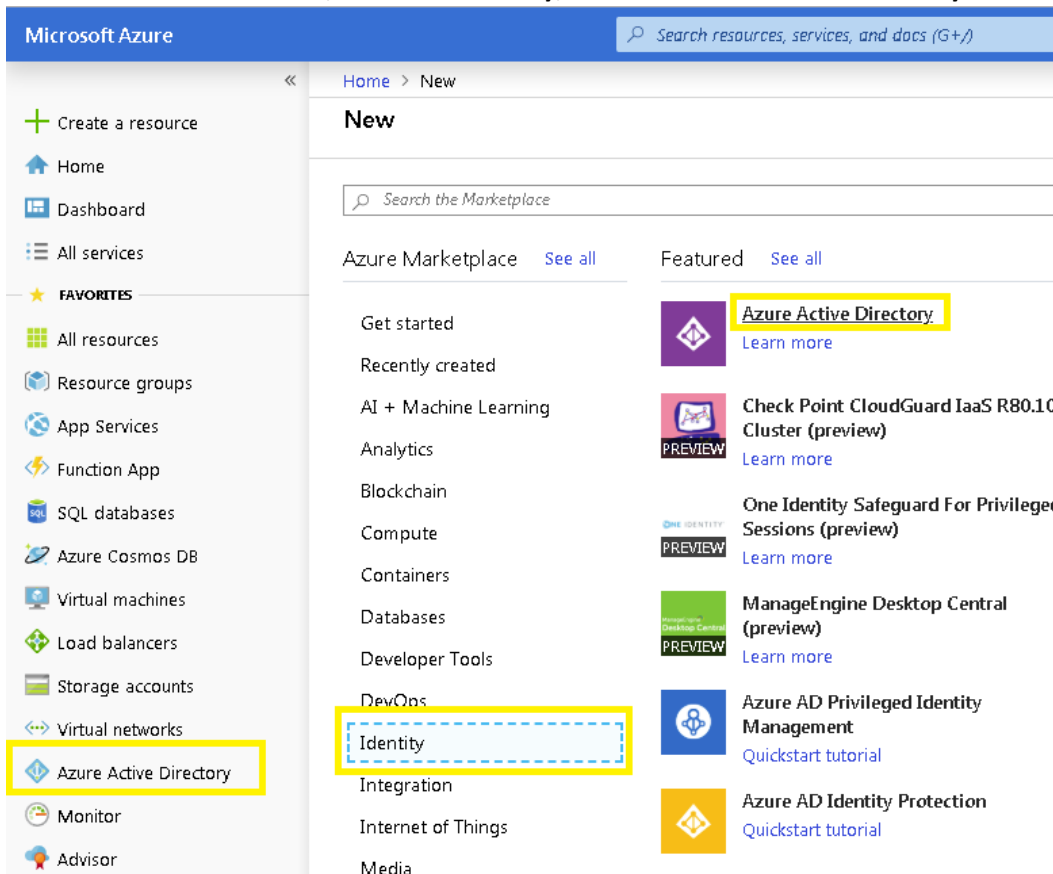 Microsoft Azure
Search resources, services, and docs (G+/)
«
Home > New
New
Create a resource
Home
Dashboard
All services
FAVORITES
All resources
Resource groups
App Services
Function App
SQL databases
Azure Cosmos DB
Virtual machines
Load balancers
Storage accounts
Virtual networks
Azure Active Directory
Monitor
Advisor
Search the Marketplace
Azure Marketplace See all
Get started
Recently created
AI + Machine Learning
Analytics
Blockchain
Compute
Containers
Databases
Developer Tools
DevOps
Identity
Integration
Internet of Things
Media
Featured See all
Azure Active Directory
Learn more
PREVIEW
Check Point CloudGuard IaaS R80.10
Cluster (preview)
Learn more
ONE IDENTITY
PREVIEW
One Identity Safeguard For Privileged
Sessions (preview)
Learn more
ManageEngine
Desktop Central
PREVIEW
ManageEngine Desktop Central
(preview)
Learn more
Azure AD Privileged Identity
Management
Quickstart tutorial
Azure AD Identity Protection
Quickstart tutorial